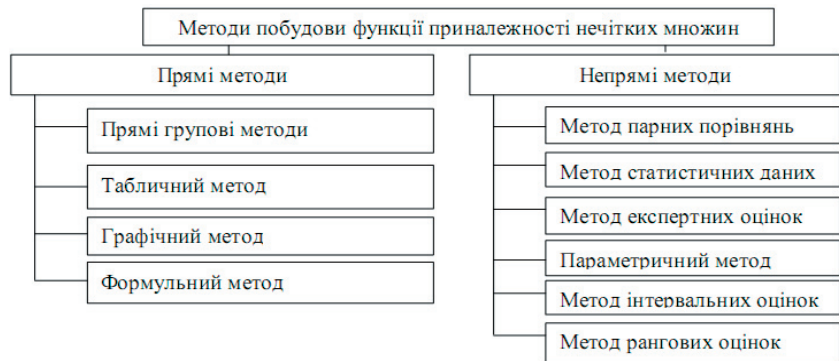 Методи побудови функції приналежності нечітких множин
Прямі методи
Прямі групові методи
Табличний метод
Графічний метод
Формульний метод
Непрямі методи
Метод парних порівнянь
Метод статистичних даних
Метод експертних оцінок
Параметричний метод
Метод інтервальних оцінок
Метод рангових оцінок